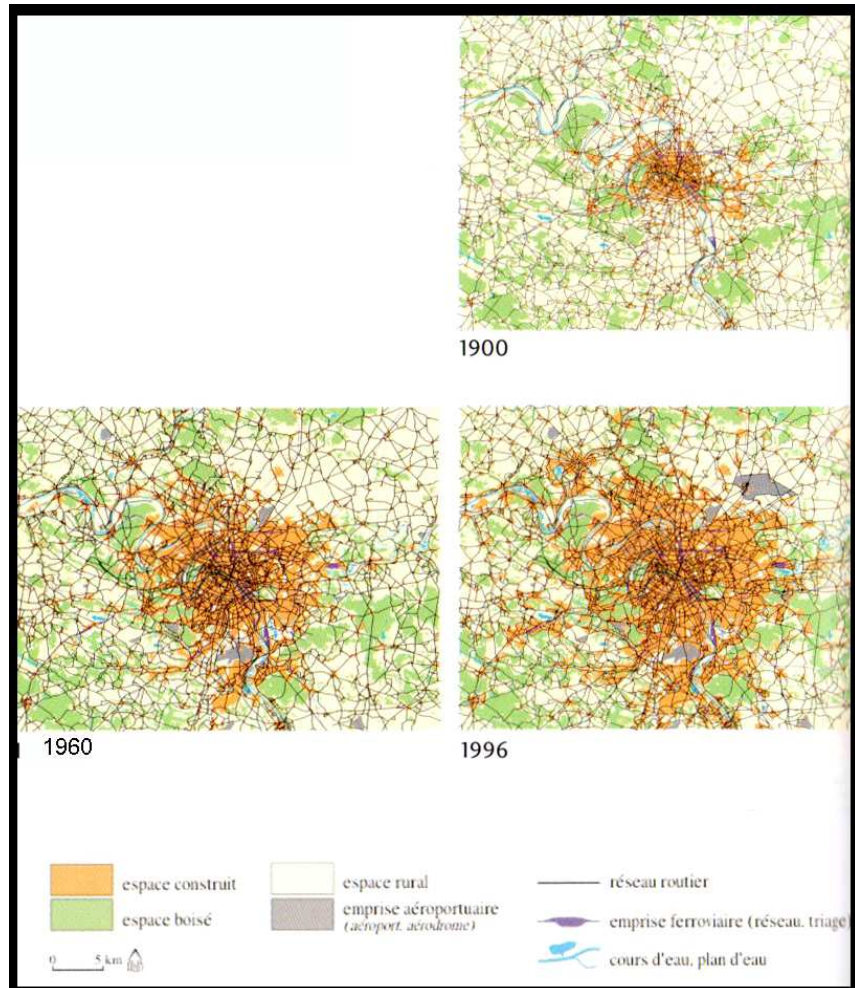 1900
1960
1996
espace construit
espace boisé
espace rural
emprise aéroportuaire
(aéroport, aérodrome)
réseau routier
emprise ferroviaire (réseau. triage)
cours d'eau, plan d'eau
0 5 km